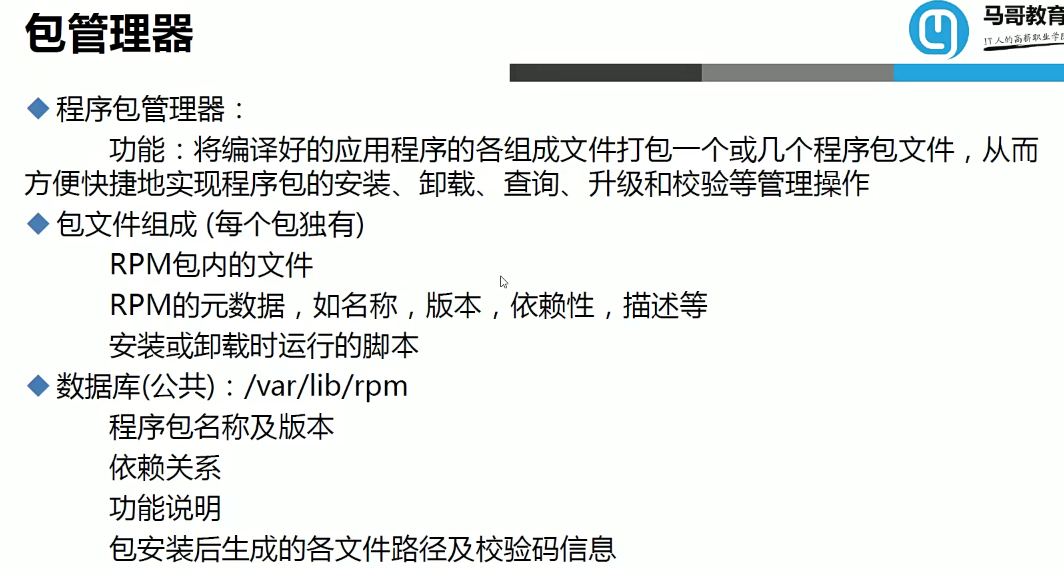 包管理器
马哥教育
IT人的高薪职业学院
程序包管理器：
功能：将编译好的应用程序的各组成文件打包一个或几个程序包文件，从而
方便快捷地实现程序包的安装、卸载、查询、升级和校验等管理操作
包文件组成 (每个包独有)
RPM包内的文件
RPM的元数据，如名称，版本，依赖性，描述等
安装或卸载时运行的脚本
数据库(公共)：/var/lib/rpm
程序包名称及版本
依赖关系
功能说明
包安装后生成的各文件路径及校验码信息